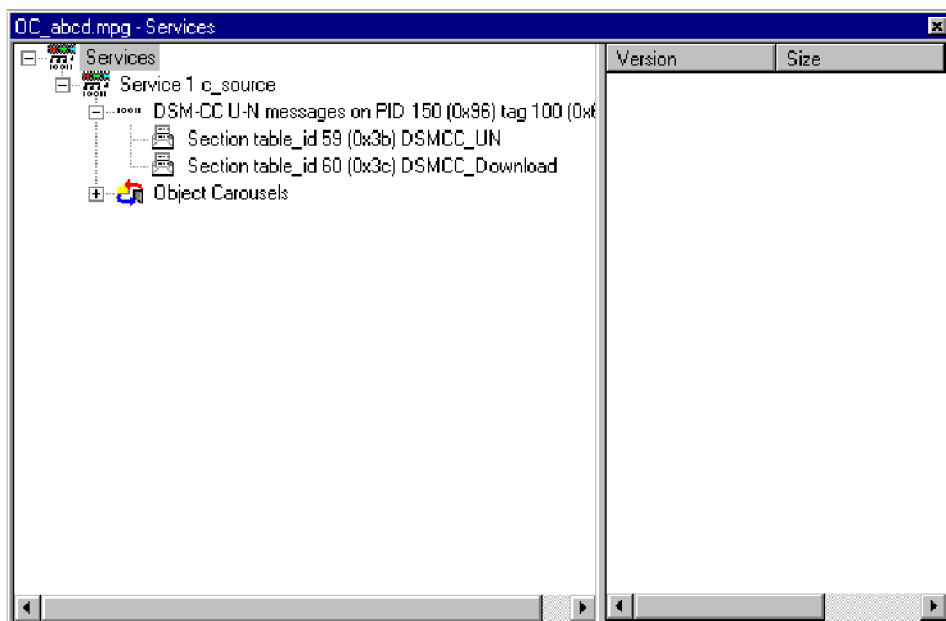 OC_abcd.mpg - Services
Services
Service 1 c_source
DSM-CC U-N messages on PID 150 (0x96) tag 100 (0x6
Section table_id 59 (0x3b) DSMCC_UN
Section table_id 60 (0x3c) DSMCC_Download
Object Carousels
Version Size